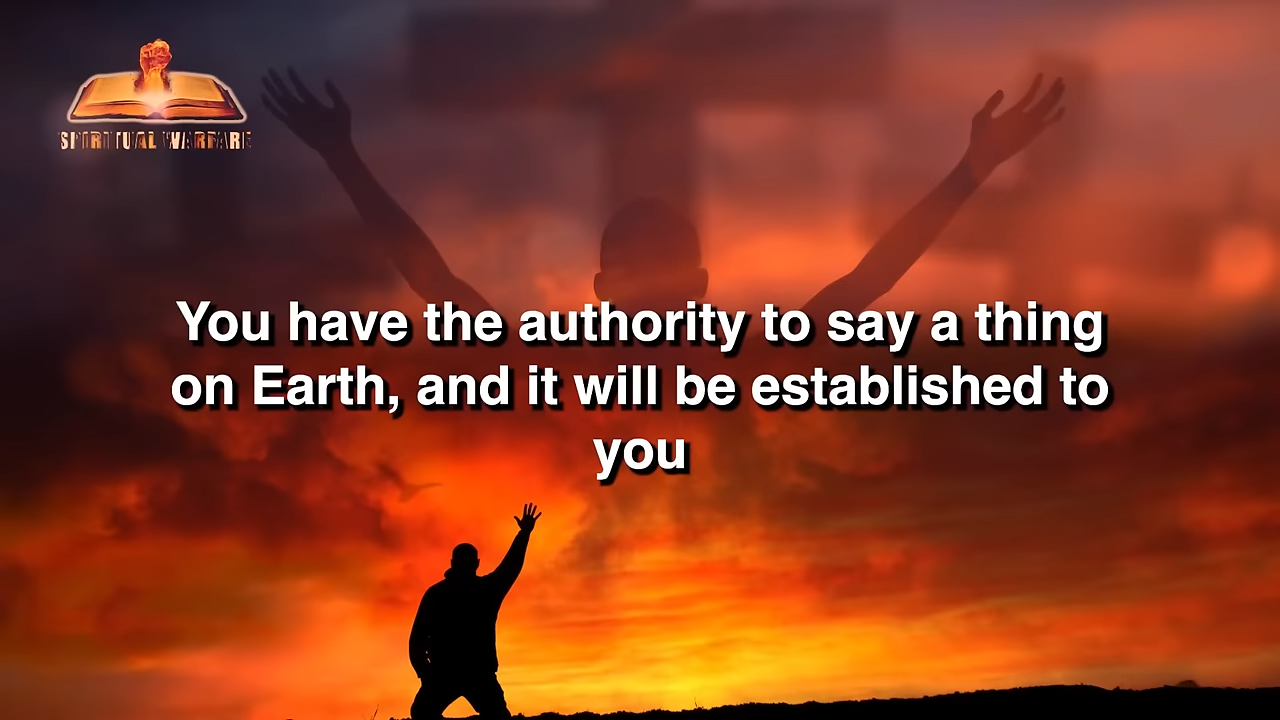 SPIRITUAL WARFARE
You have the authority to say a thing
on Earth, and it will be established to
you